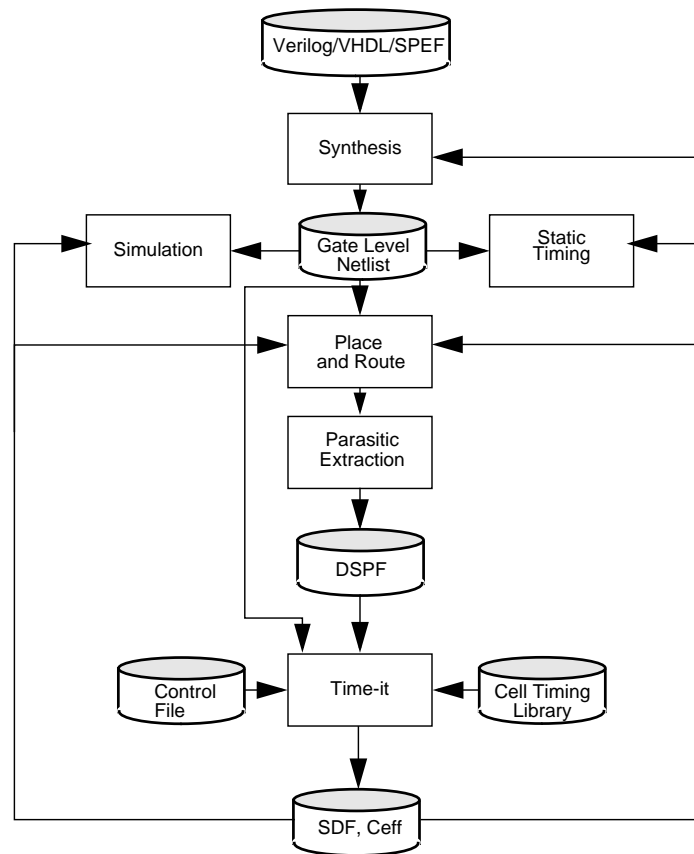 Verilog/VHDL/SPEF
Synthesis
Simulation
Gate Level
Netlist
Static
Timing
Place
and Route
Parasitic
Extraction
DSPF
Control
File
Time-it
Cell Timing
Library
SDF, Ceff